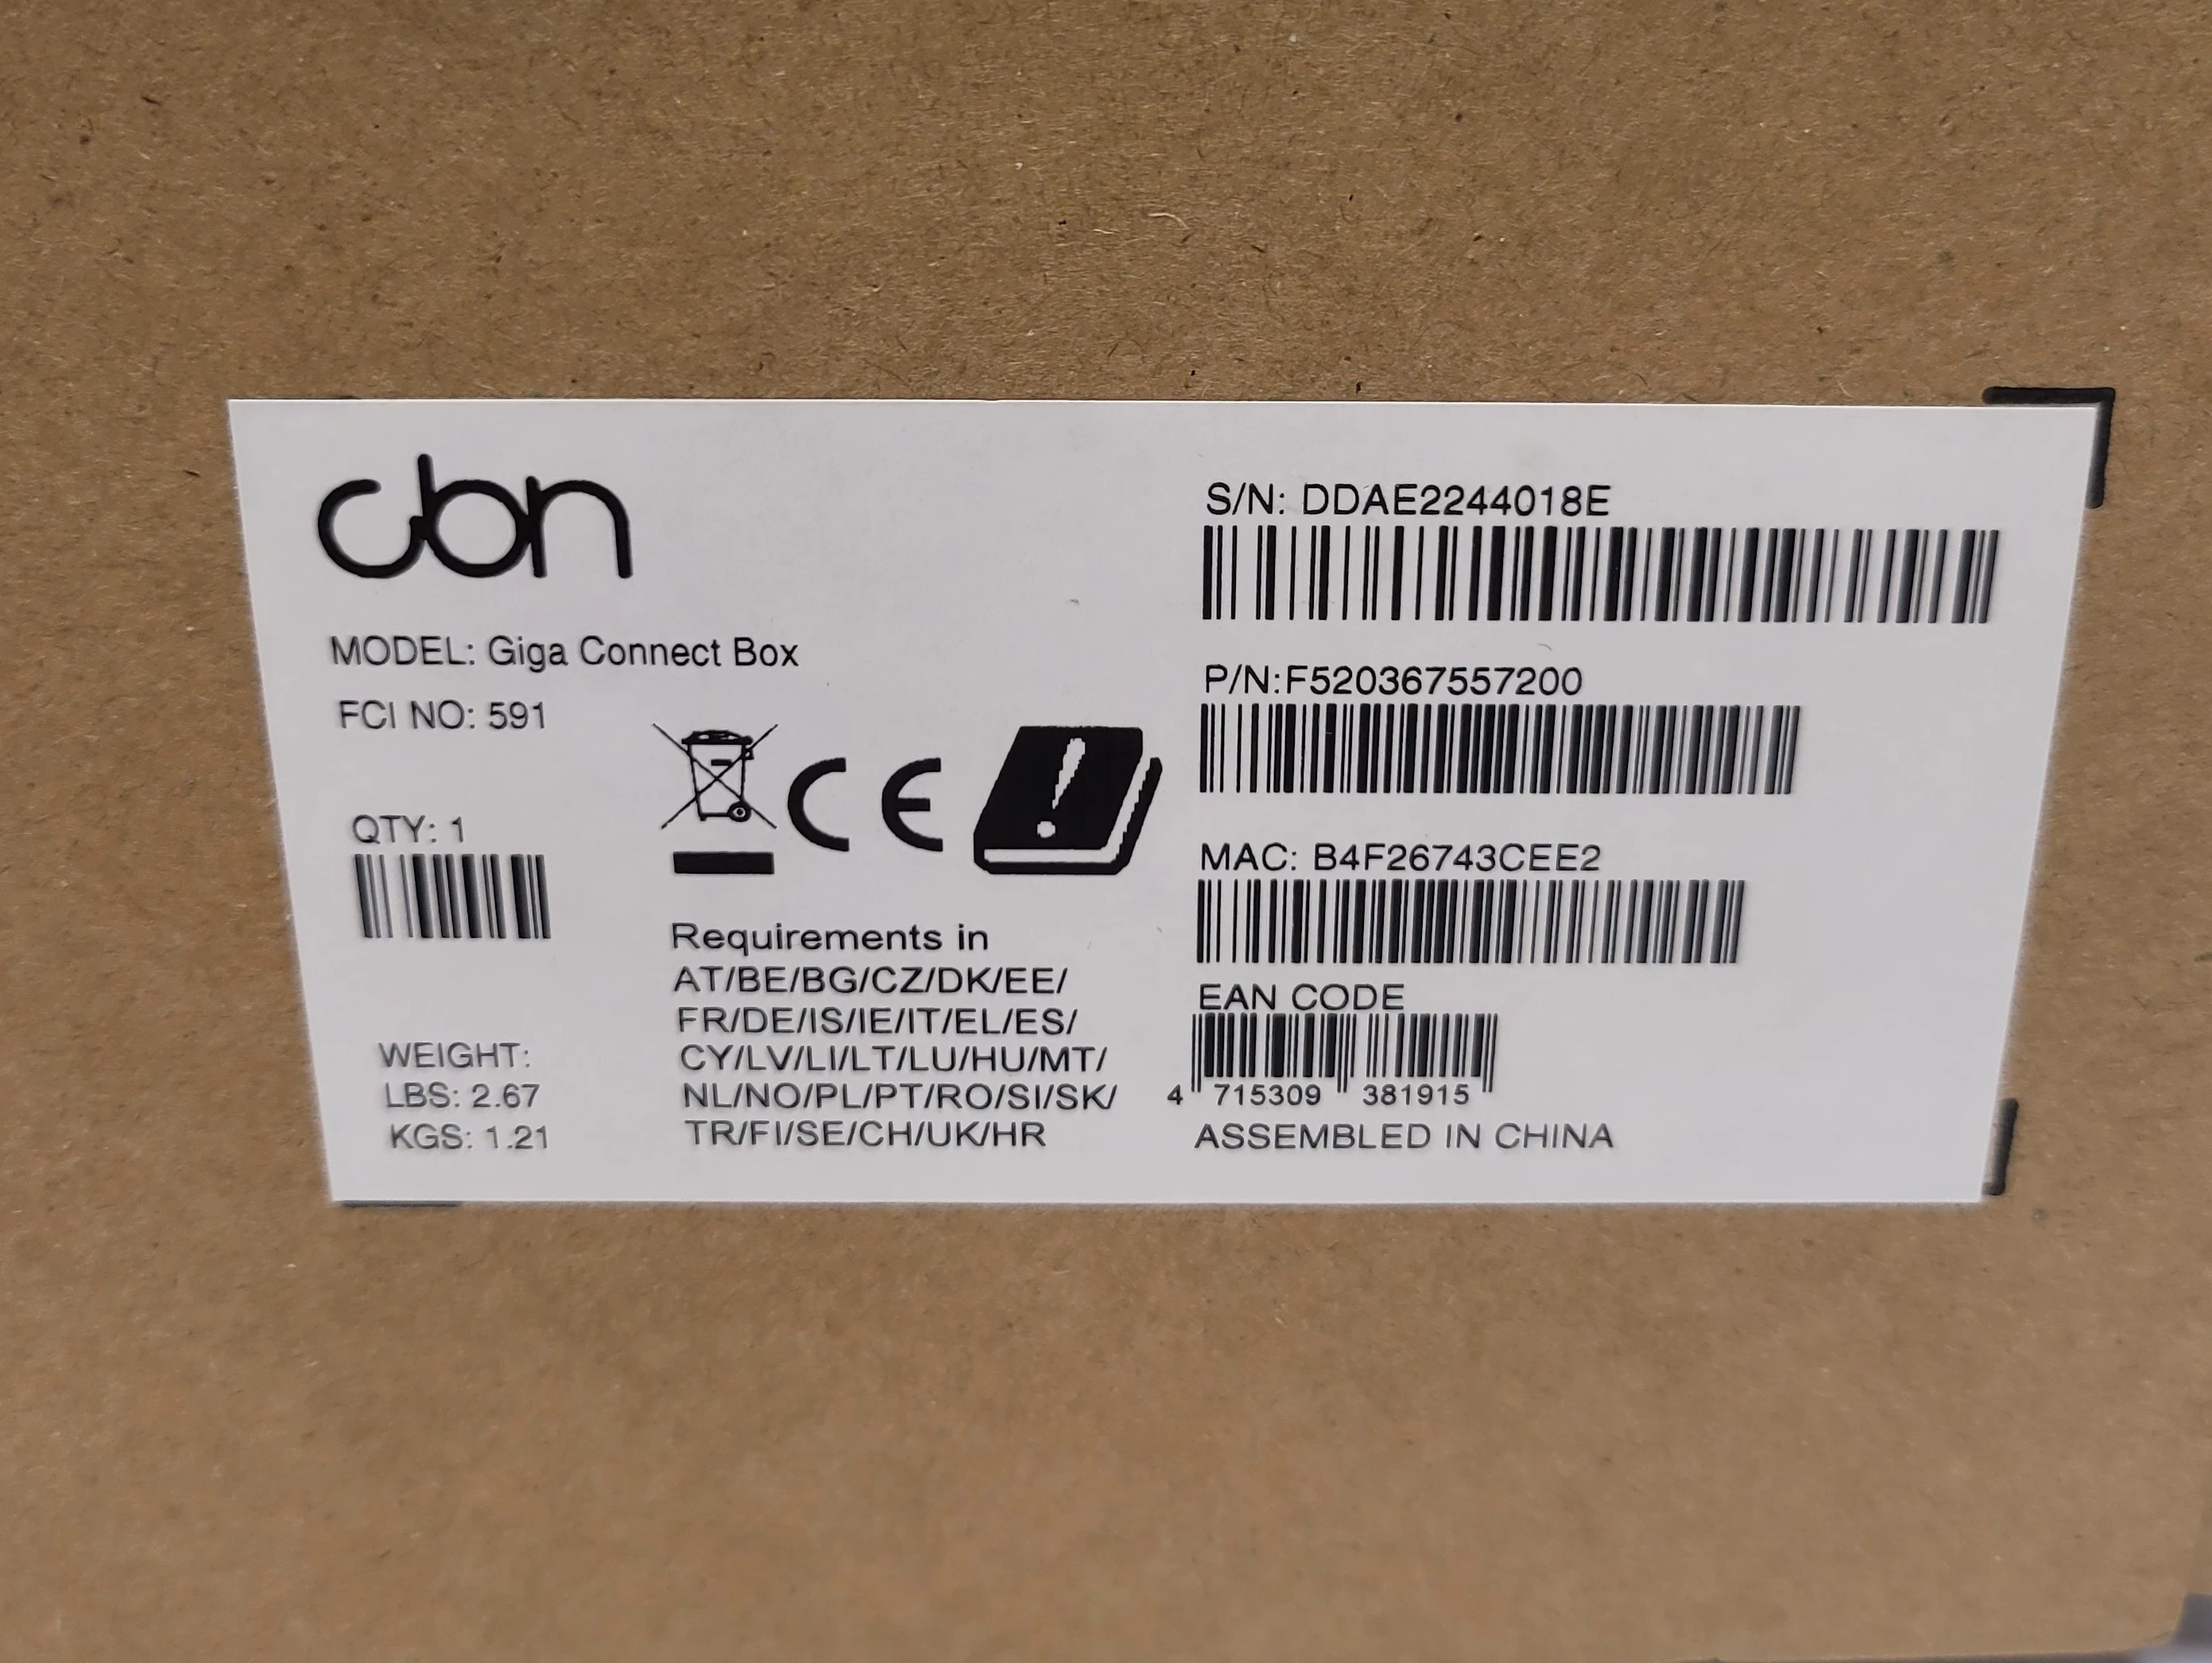 cbn
MODEL: Giga Connect Box
FCI NO: 591
QTY: 1
WEIGHT:
LBS: 2.67
KGS: 1.21
CE
Requirements in
AT/BE/BG/CZ/DK/EE/
FR/DE/IS/IE/IT/EL/ES/
CY/LV/LI/LT/LU/HU/MT/
NL/NO/PL/PT/RO/SI/SK/
TR/FI/SE/CH/UK/HR
S/N: DDAE2244018E
P/N:F520367557200
MAC: B4F26743CEE2
EAN CODE
4 715309 381915
ASSEMBLED IN CHINA